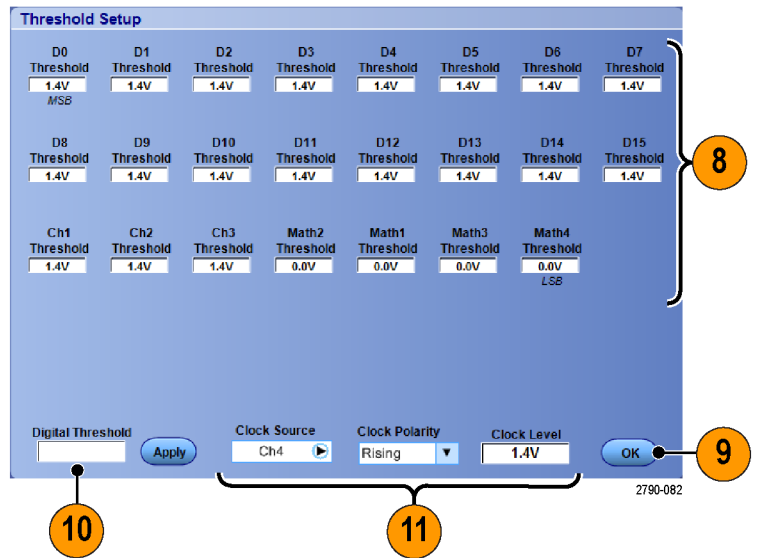 Threshold Setup
D0 D1 D2 D3 D4 D5 D6 D7
Threshold Threshold Threshold Threshold Threshold Threshold Threshold Threshold
1.4V 1.4V 1.4V 1.4V 1.4V 1.4V 1.4V 1.4V
MSB
D8 D9 D10 D11 D12 D13 D14 D15
Threshold Threshold Threshold Threshold Threshold Threshold Threshold Threshold
1.4V 1.4V 1.4V 1.4V 1.4V 1.4V 1.4V 1.4V
8
Ch1 Ch2 Ch3 Math2 Math1 Math3 Math4
Threshold Threshold Threshold Threshold Threshold Threshold Threshold
1.4V 1.4V 1.4V 0.0V 0.0V 0.0V 0.0V
LSB
Digital Threshold Clock Source Clock Polarity Clock Level
Apply Ch4 Rising 1.4V OK 9
2790-082
10 11